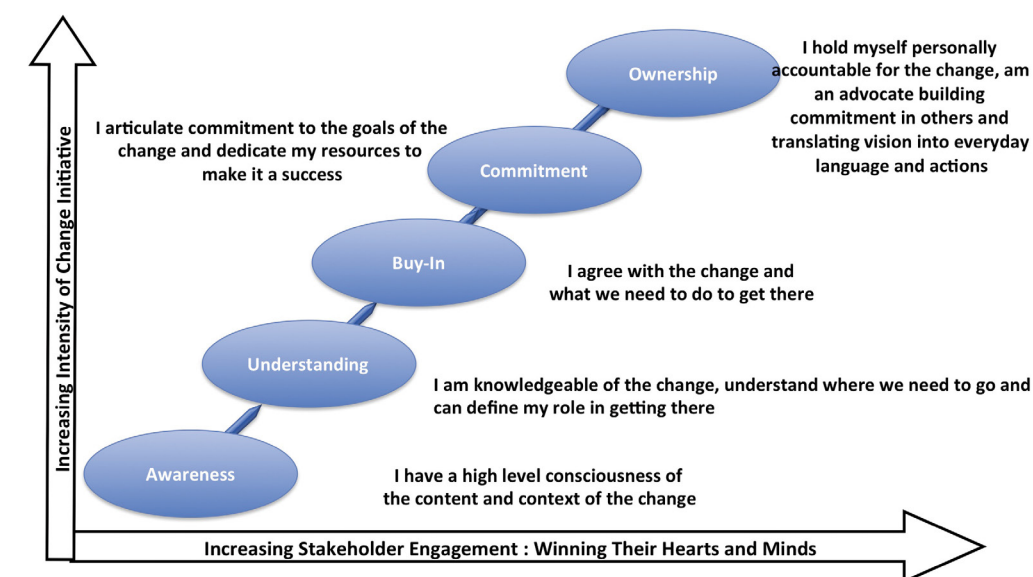 Increasing Intensity of Change Initiative
Ownership
I hold myself personally
accountable for the change, am
an advocate building
commitment in others and
translating vision into everyday
language and actions
I articulate commitment to the goals of the
change and dedicate my resources to
make it a success
Commitment
Buy-In
I agree with the change and
what we need to do to get there
Understanding
I am knowledgeable of the change, understand where we need to go and
can define my role in getting there
Awareness
I have a high level consciousness of
the content and context of the change
Increasing Stakeholder Engagement : Winning Their Hearts and Minds